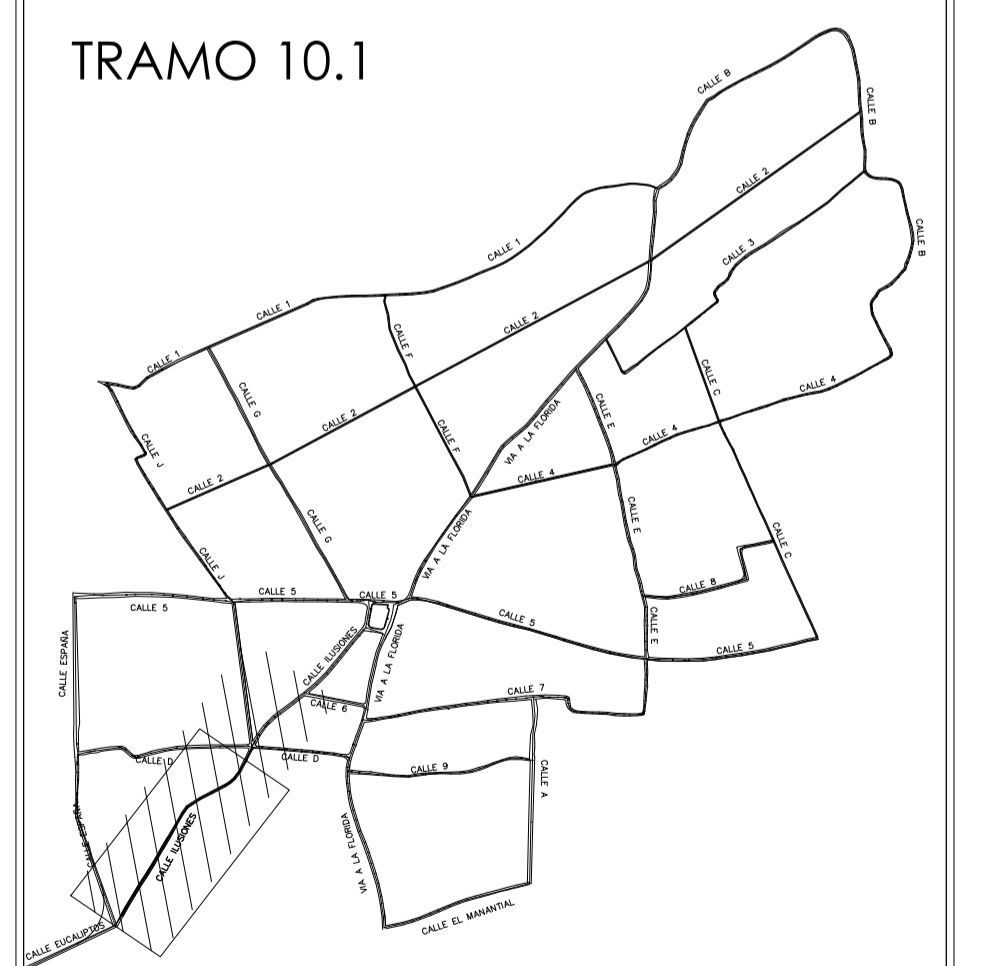 TRAMO 10.1
CALLE B
CALLE B
CALLE 2
CALLE B
CALLE 3
CALLE 1
CALLE 1
CALLE 2
CALLE F
CALLE 1
CALLE C
CALLE 4
CALLE G
CALLE E
CALLE 2
VIA A LA FLORIDA
CALLE F
CALLE 4
CALLE J
CALLE 4
CALLE 2
CALLE E
CALLE G
VIA A LA FLORIDA
CALLE C
CALLE J
CALLE 8
CALLE 5
CALLE 5
CALLE 5
CALLE 5
CALLE E
CALLE 5
CALLE ESPAÑA
CALLE ILUSIONES
VIA A LA FLORIDA
CALLE 7
CALLE 6
CALLE D
CALLE D
CALLE 9
CALLE A
CALLE ESPAÑA
CALLE ILUSIONES
VIA A LA FLORIDA
CALLE EL MANANTIAL
CALLE EUCALIPTOS